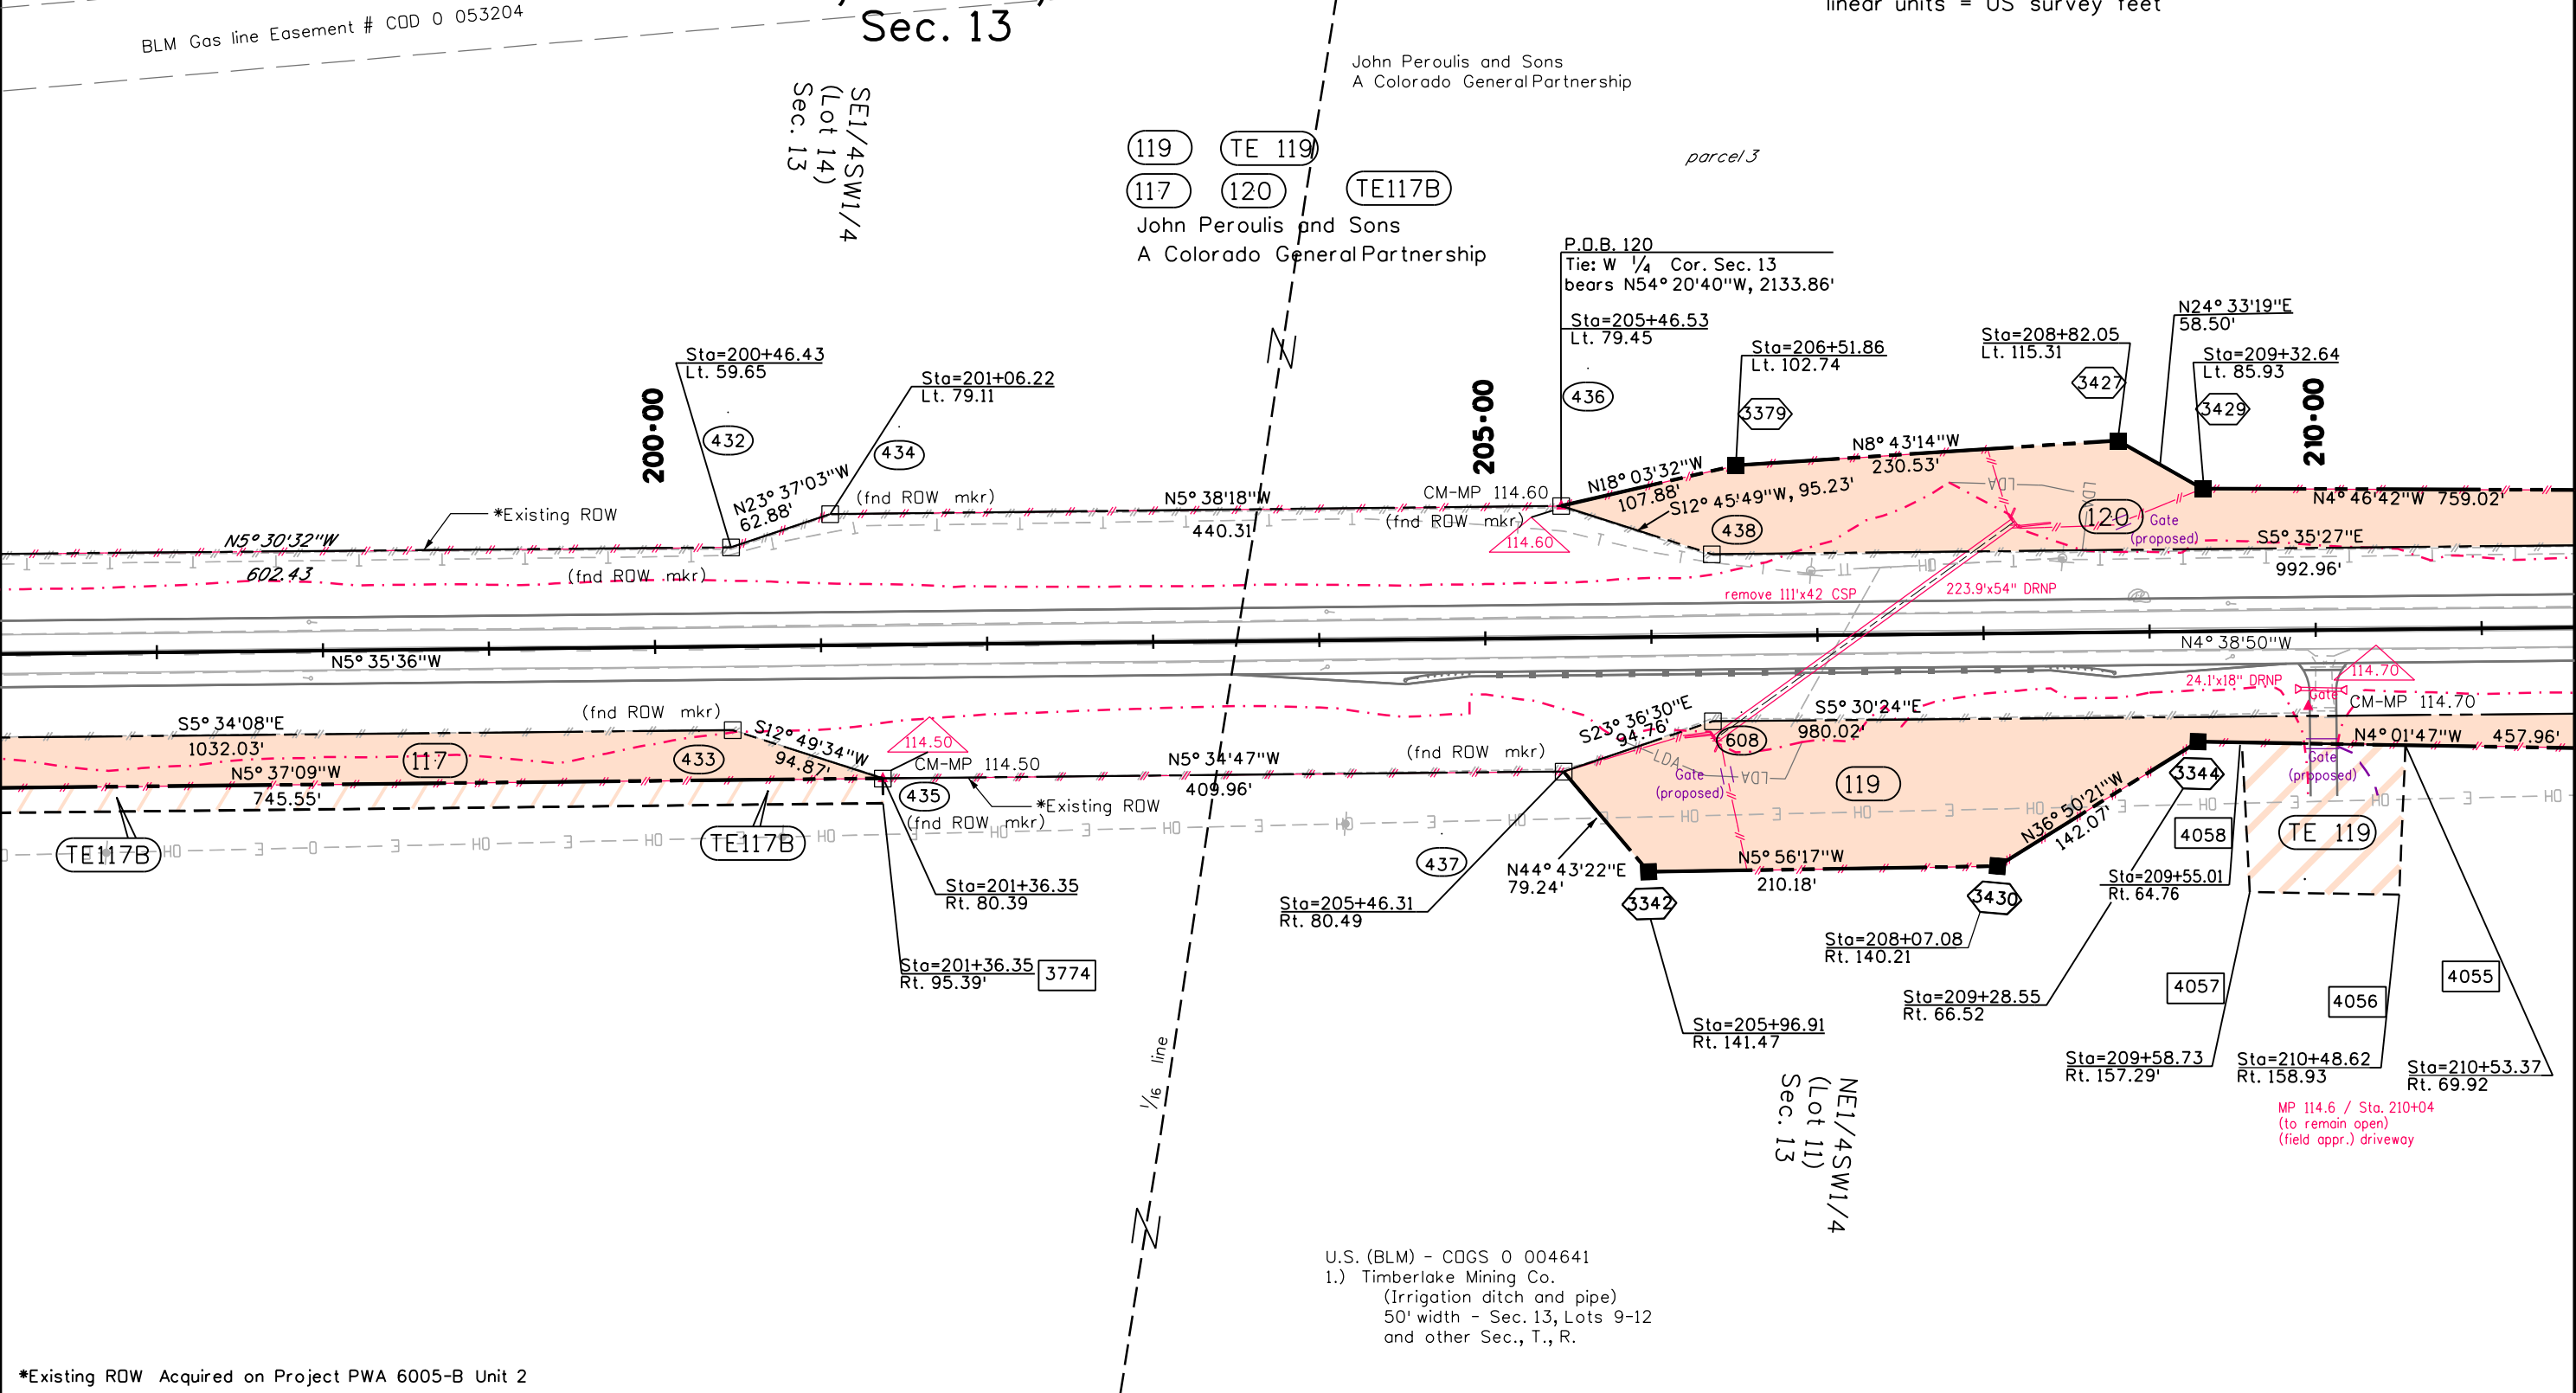 BLM Gas line Easement # COD 0 053204
Sec. 13
linear units = US survey feet
John Peroulis and Sons
A Colorado General Partnership
SE1/4SW1/4
(Lot 14)
Sec. 13
119
TE 119
117
120
TE117B
John Peroulis and Sons
A Colorado General Partnership
parcel 3
P.O.B. 120
Tie: W 1/4 Cor. Sec. 13
bears N54°20'40"W, 2133.86'
Sta=205+46.53
Lt. 79.45
436
Sta=206+51.86
Lt. 102.74
3379
Sta=208+82.05
Lt. 115.31
3427
N24°33'19"E
58.50'
Sta=209+32.64
Lt. 85.93
3429
200+00
205+00
210+00
Sta=200+46.43
Lt. 59.65
432
Sta=201+06.22
Lt. 79.11
434
N23°37'03"W
62.88'
(fnd ROW mkr)
*Existing ROW
N5°30'32"W
602.43
(fnd ROW mkr)
N5°38'18"W
440.31'
CM-MP 114.60
(fnd ROW mkr)
114.60
N18°03'32"W
107.88'
S12°45'49"W, 95.23'
438
N8°43'14"W
230.53'
LDA
LDA
120
Gate
(proposed)
N4°46'42"W 759.02'
S5°35'27"E
992.96'
OH
remove 111'x42 CSP
223.9'x54" DRNP
N5°35'36"W
N4°38'50"W
114.70
24.1'x18" DRNP
Gate
CM-MP 114.70
S5°34'08"E
1032.03'
117
N5°37'09"W
745.55'
(fnd ROW mkr)
433
S12°49'34"W
94.87'
114.50
CM-MP 114.50
435
*Existing ROW
(fnd ROW mkr)
N5°34'47"W
409.96'
(fnd ROW mkr)
S23°36'30"E
94.76'
608
S5°30'24"E
980.02'
LDA
LDA
Gate
(proposed)
119
3344
Gate
(proposed)
N4°01'47"W 457.96'
TE117B
TE117B
OH E O E OH E OH OH E OH E OH E OH OH E OH E OH E OH E OH
437
N44°43'22"E
79.24'
N5°56'17"W
210.18'
N36°50'21"W
142.07'
4058
TE 119
Sta=201+36.35
Rt. 80.39
Sta=201+36.35
Rt. 95.39'
3774
Sta=205+46.31
Rt. 80.49
3342
3430
Sta=209+55.01
Rt. 64.76
Sta=208+07.08
Rt. 140.21
Sta=205+96.91
Rt. 141.47
Sta=209+28.55
Rt. 66.52
4057
4056
4055
Sta=209+58.73
Rt. 157.29'
Sta=210+48.62
Rt. 158.93
Sta=210+53.37
Rt. 69.92
MP 114.6 / Sta. 210+04
(to remain open)
(field appr.) driveway
1/16 line
NE1/4SW1/4
(Lot 11)
Sec. 13
U.S. (BLM) - COGS 0 004641
1.) Timberlake Mining Co.
(Irrigation ditch and pipe)
50' width - Sec. 13, Lots 9-12
and other Sec., T., R.
*Existing ROW Acquired on Project PWA 6005-B Unit 2